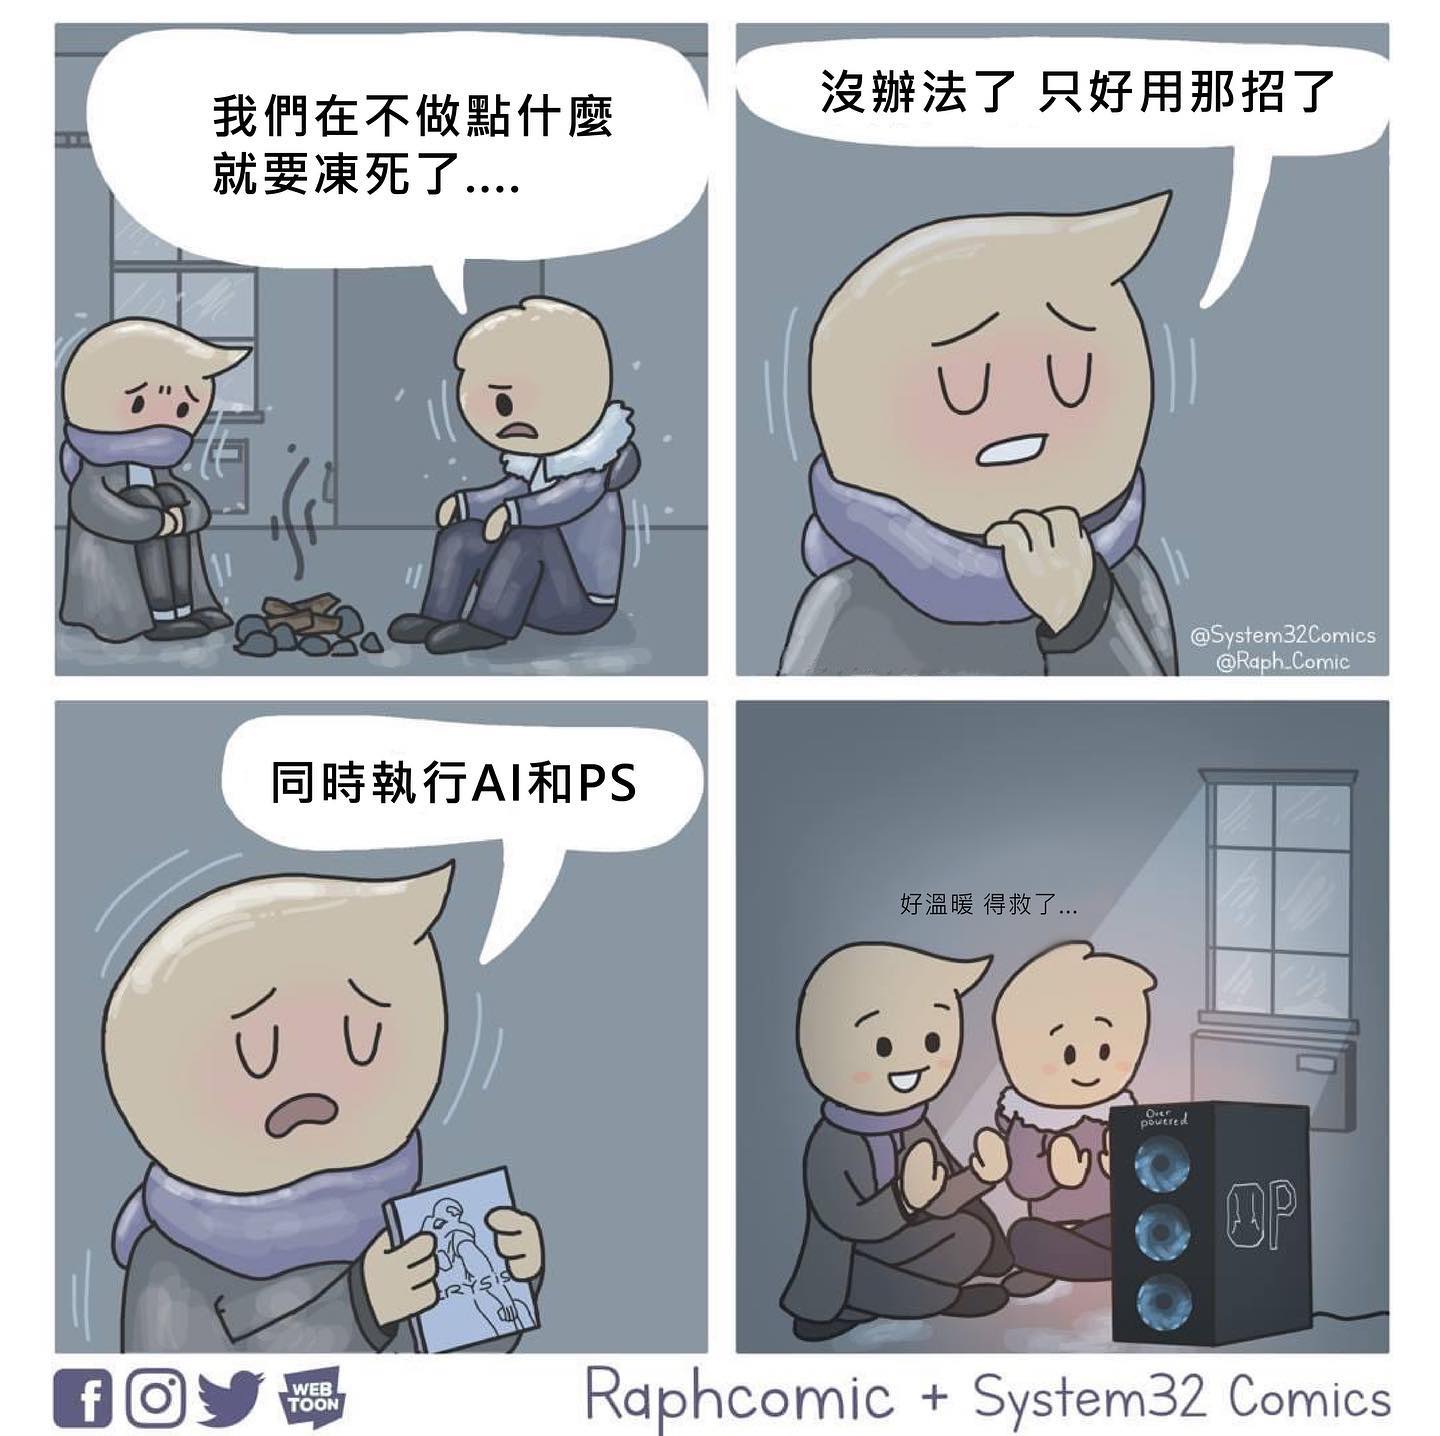 我們在不做點什麼
就要凍死了....
沒辦法了 只好用那招了
@System32Comics
@Raph_Comic
同時執行AI和PS
CRYSIS
好溫暖 得救了...
Over
powered
OP
WEB
TOON
Raphcomic + System32 Comics